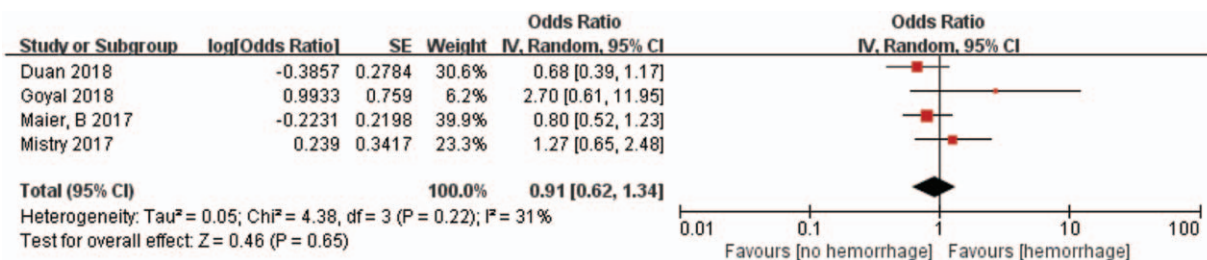 Odds Ratio Odds Ratio
Study or Subgroup log[Odds Ratio] SE Weight IV, Random, 95% CI IV, Random, 95% CI
Duan 2018 -0.3857 0.2784 30.6% 0.68 [0.39, 1.17]
Goyal 2018 0.9933 0.759 6.2% 2.70 [0.61, 11.95]
Maier, B 2017 -0.2231 0.2198 39.9% 0.80 [0.52, 1.23]
Mistry 2017 0.239 0.3417 23.3% 1.27 [0.65, 2.48]
Total (95% CI) 100.0% 0.91 [0.62, 1.34]
Heterogeneity: Tau² = 0.05; Chi² = 4.38, df = 3 (P = 0.22); I² = 31%
Test for overall effect: Z = 0.46 (P = 0.65)
0.01 0.1 1 10 100
Favours [no hemorrhage] Favours [hemorrhage]